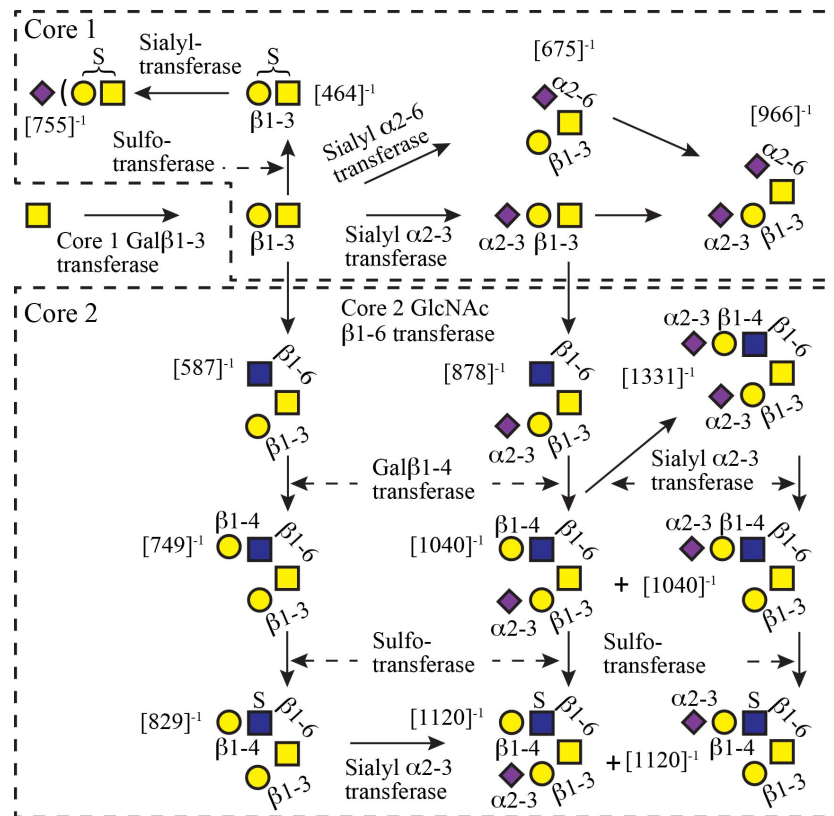 Core 1
S
Sialyl-
transferase
[755]⁻¹
(
S
[464]⁻¹
β1-3
Sulfo-
transferase
Sialyl α2-6
transferase
[675]⁻¹
α2-6
β1-3
[966]⁻¹
α2-6
α2-3
β1-3
Core 1 Galβ1-3
transferase
β1-3
Sialyl α2-3
transferase
α2-3 β1-3
Core 2
Core 2 GlcNAc
β1-6 transferase
[587]⁻¹
β1-6
β1-3
[878]⁻¹
β1-6
α2-3
β1-3
α2-3 β1-4
β1-6
[1331]⁻¹
α2-3
β1-3
Galβ1-4
transferase
Sialyl α2-3
transferase
[749]⁻¹
β1-4
β1-6
β1-3
[1040]⁻¹
β1-4
β1-6
α2-3
β1-3
+ [1040]⁻¹
α2-3 β1-4
β1-6
β1-3
Sulfo-
transferase
Sulfo-
transferase
[829]⁻¹
S
β1-6
β1-4
β1-3
Sialyl α2-3
transferase
[1120]⁻¹
S
β1-6
β1-4
α2-3
β1-3
+[1120]⁻¹
α2-3
S
β1-6
β1-4
β1-3